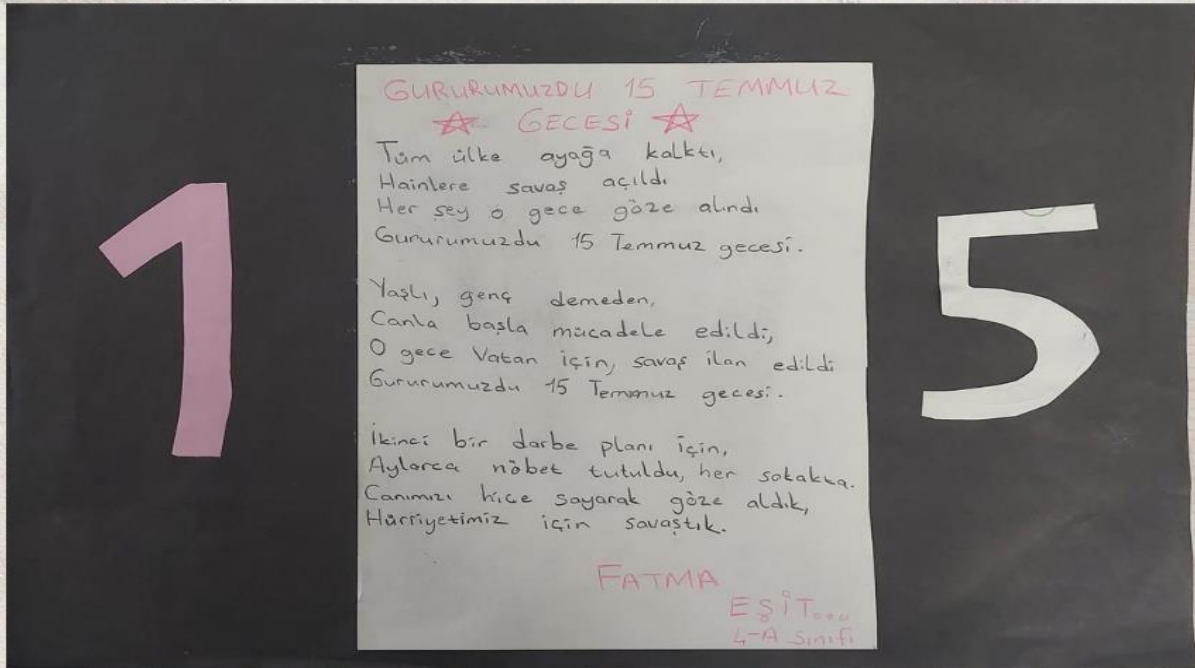 GURURUMUZDU 15 TEMMUZ
GECESİ
Tüm ülke ayağa kalktı,
Hainlere savaş açıldı
Her şey o gece göze alındı
Gururumuzdu 15 Temmuz gecesi.
Yaşlı, genç demeden,
Canla başla mücadele edildi,
O gece Vatan için, savaş ilan edildi
Gururumuzdu 15 Temmuz gecesi.
İkinci bir darbe planı için,
Aylarca nöbet tutuldu, her sokakta.
Canımızı hiçe sayarak göze aldık,
Hürriyetimiz için savaştık.
FATMA
EŞİT...
4-A Sınıfı
1
5